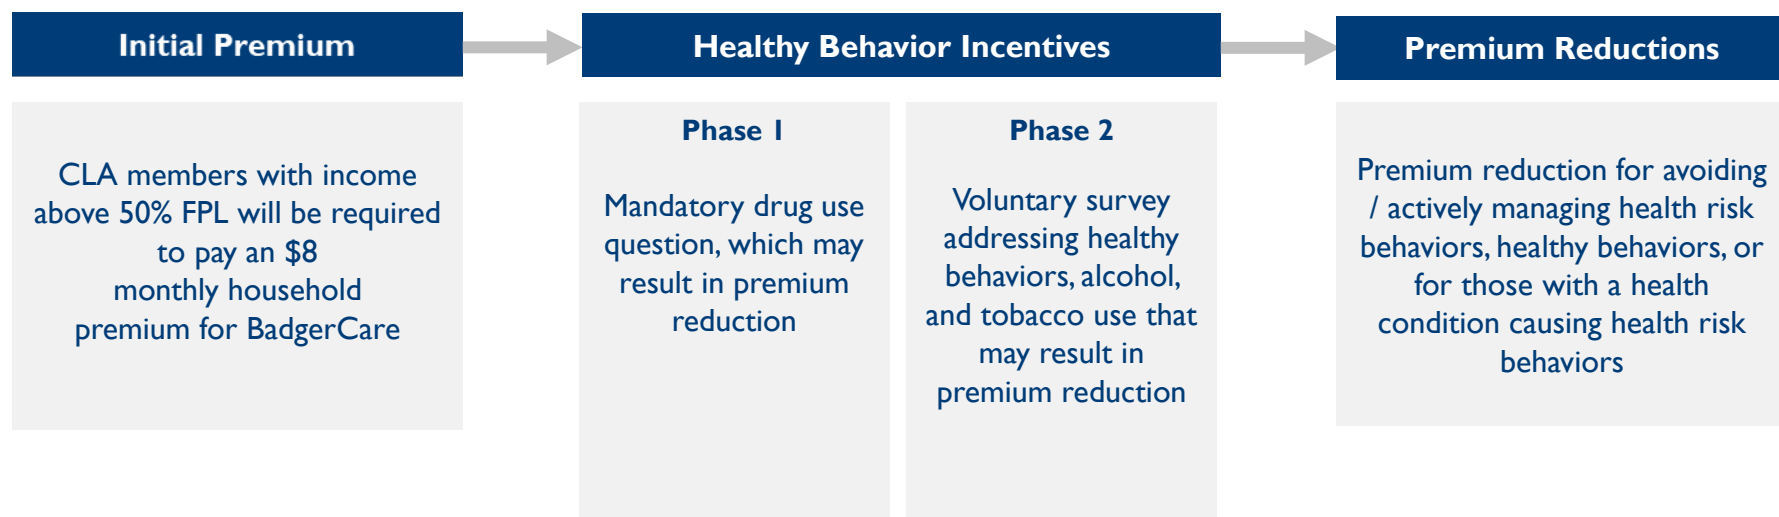 Initial Premium
CLA members with income
above 50% FPL will be required
to pay an $8
monthly household
premium for BadgerCare
Healthy Behavior Incentives
Phase 1
Mandatory drug use
question, which may
result in premium
reduction
Phase 2
Voluntary survey
addressing healthy
behaviors, alcohol,
and tobacco use that
may result in
premium reduction
Premium Reductions
Premium reduction for avoiding
/ actively managing health risk
behaviors, healthy behaviors, or
for those with a health
condition causing health risk
behaviors